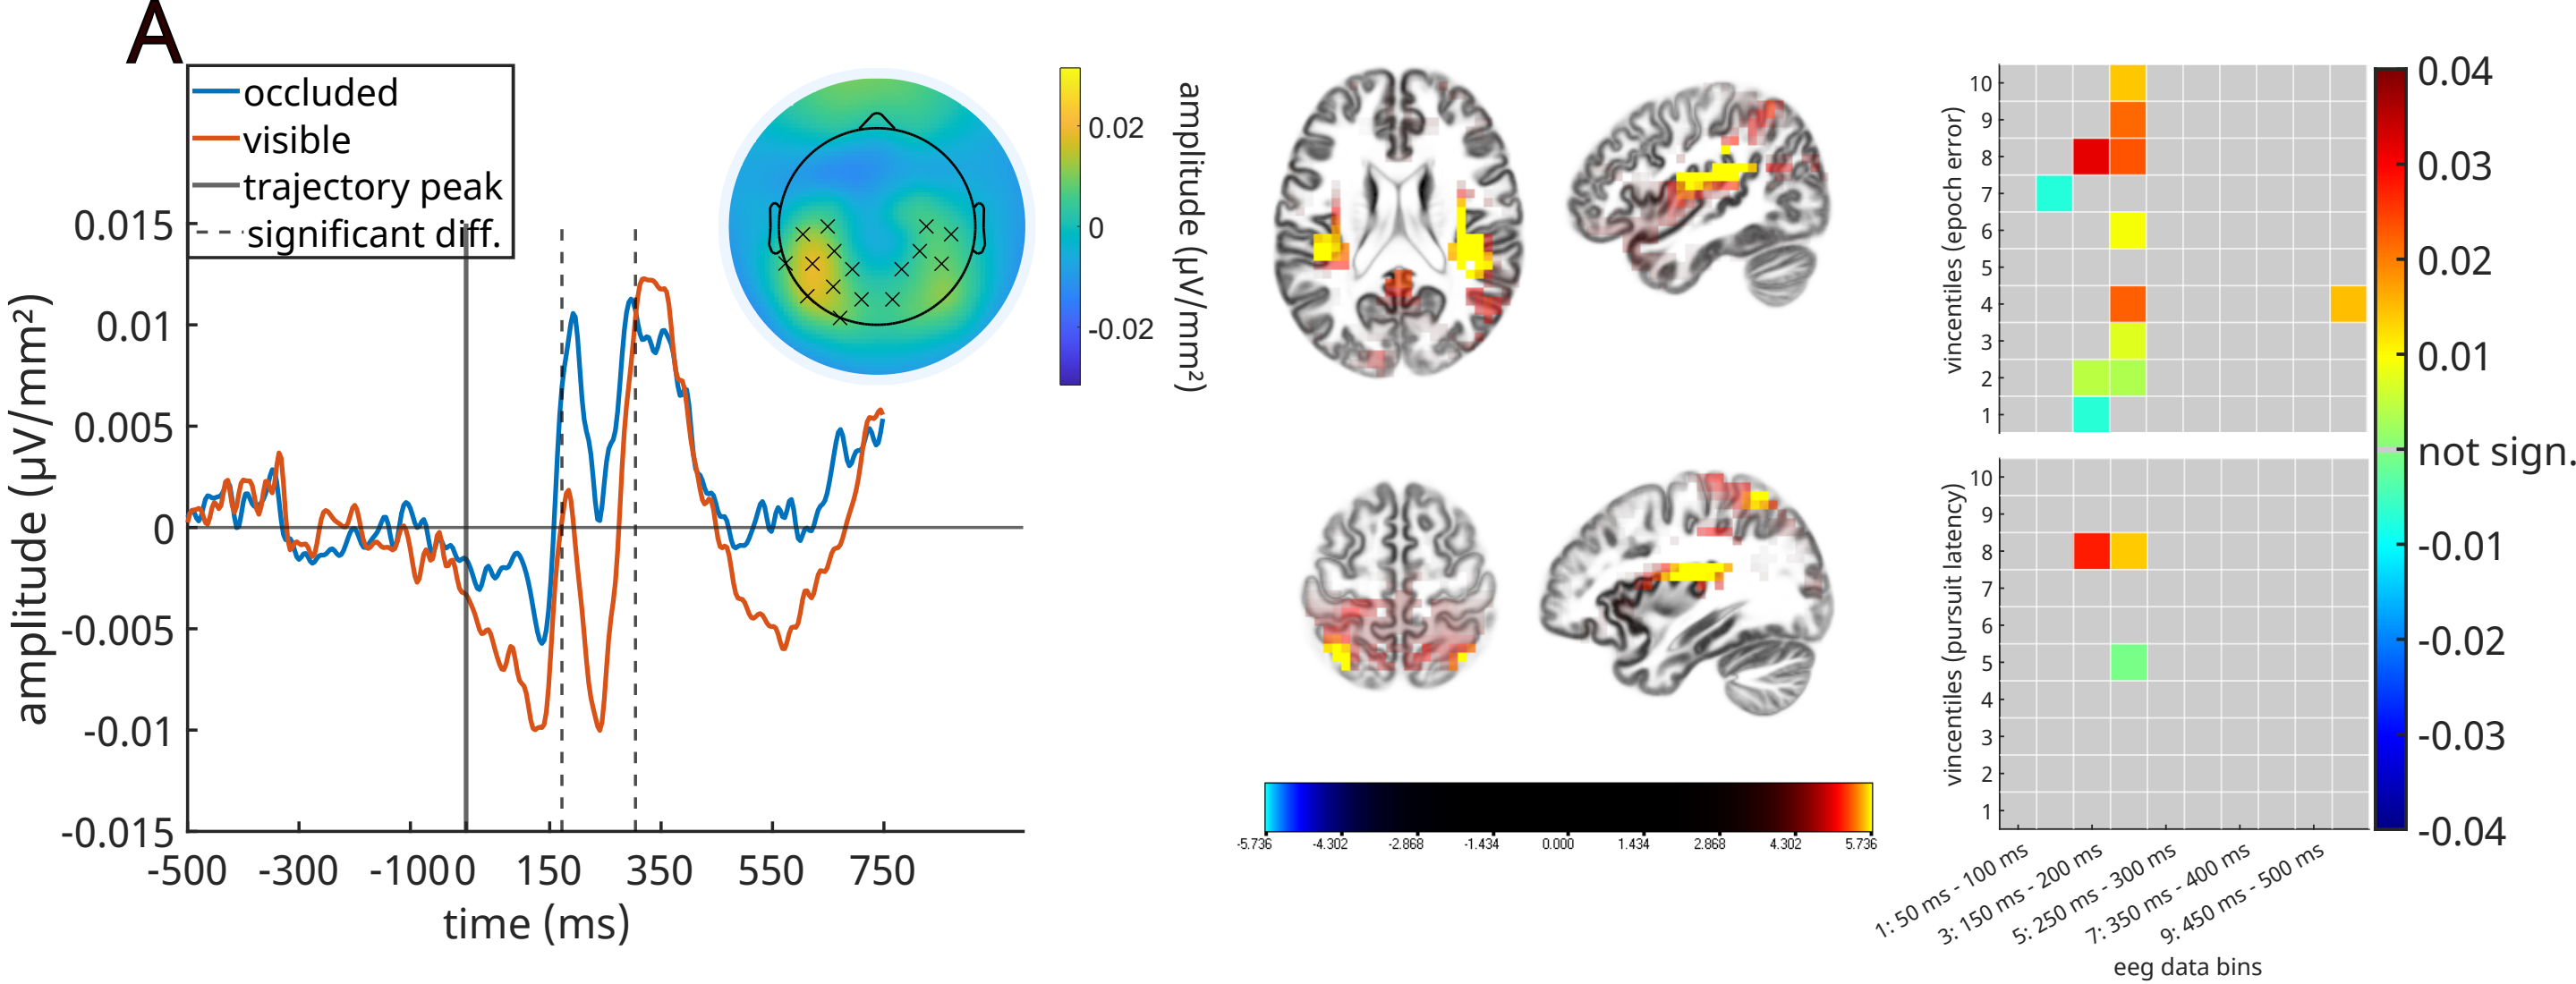 A
occluded
visible
trajectory peak
significant diff.
amplitude (µV/mm²)
0.015
0.01
0.005
0
-0.005
-0.01
-0.015
-500 -300 -100 0 0 150 350 550 750
time (ms)
0.02
0
-0.02
amplitude (µV/mm²)
-5.736 -4.302 -2.868 -1.434 0.000 1.434 2.868 4.302 5.736
vincentiles (epoch error)
10
9
8
7
6
5
4
3
2
1
vincentiles (pursuit latency)
10
9
8
7
6
5
4
3
2
1
1: 50 ms - 100 ms
3: 150 ms - 200 ms
5: 250 ms - 300 ms
7: 350 ms - 400 ms
9: 450 ms - 500 ms
eeg data bins
0.04
0.03
0.02
0.01
not sign.
-0.01
-0.02
-0.03
-0.04